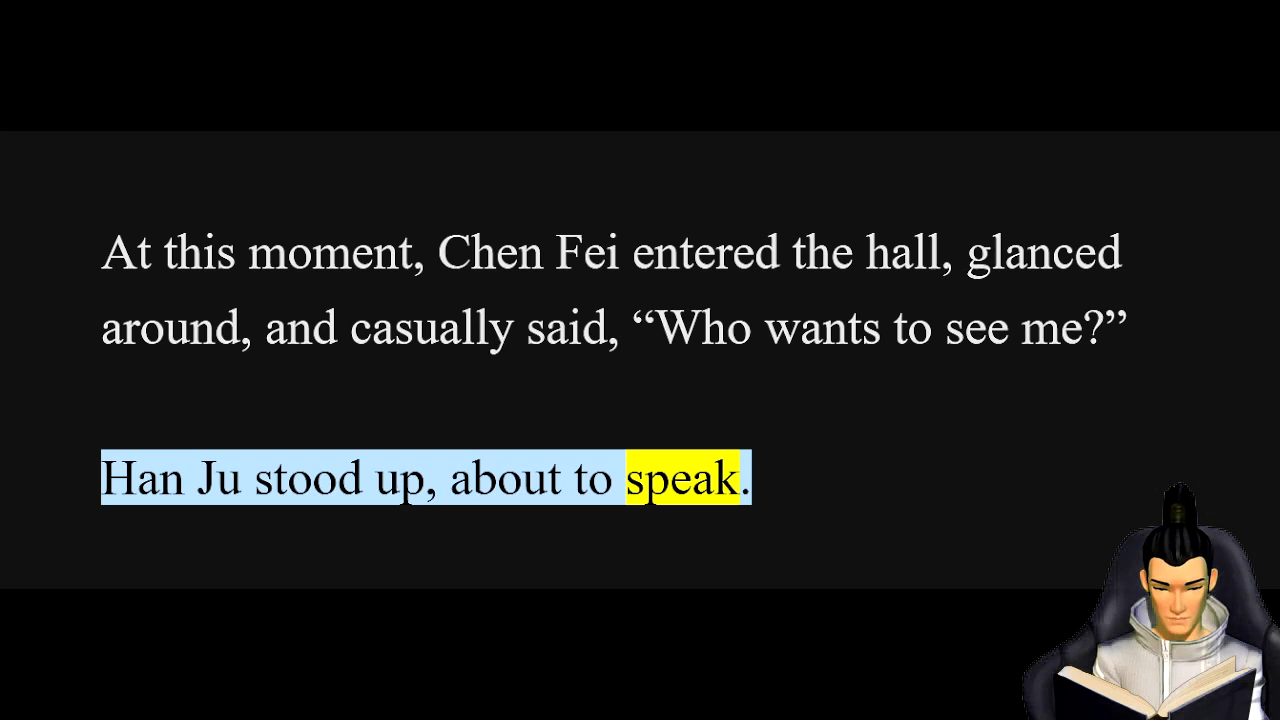 At this moment, Chen Fei entered the hall, glanced
around, and casually said, “Who wants to see me?”
Han Ju stood up, about to speak.